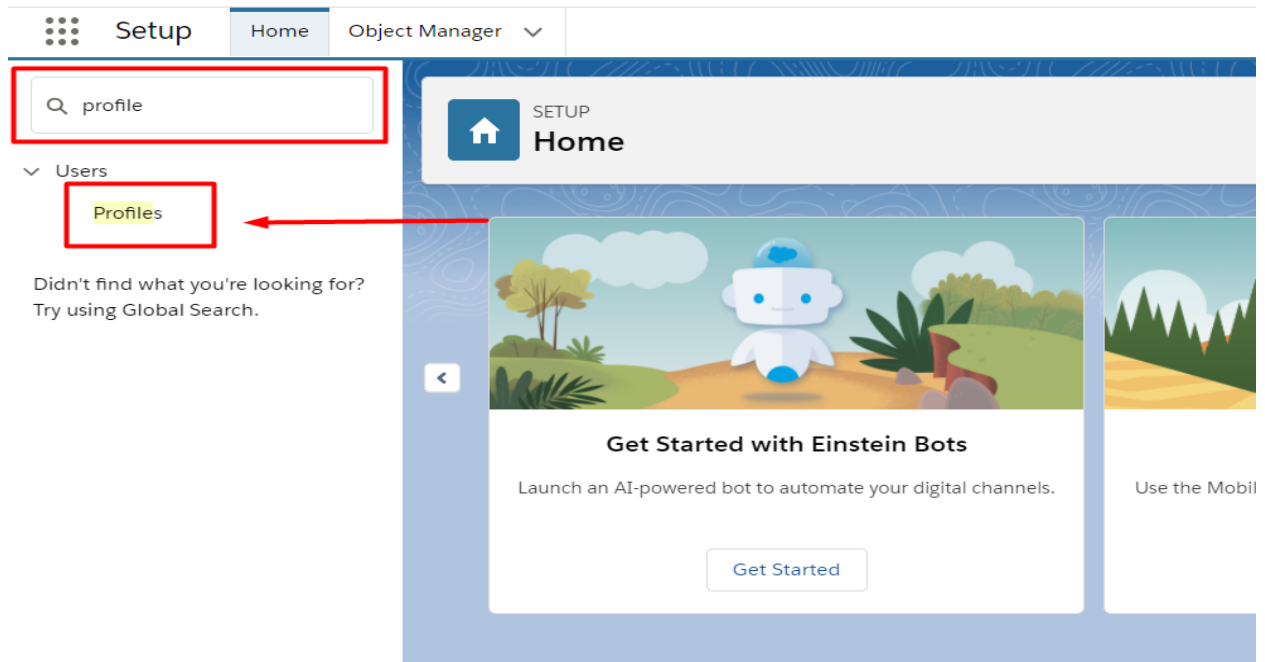 Setup
Home
Object Manager
profile
Users
Profiles
Didn't find what you're looking for?
Try using Global Search.
SETUP
Home
Get Started with Einstein Bots
Launch an AI-powered bot to automate your digital channels.
Get Started
Use the Mobil